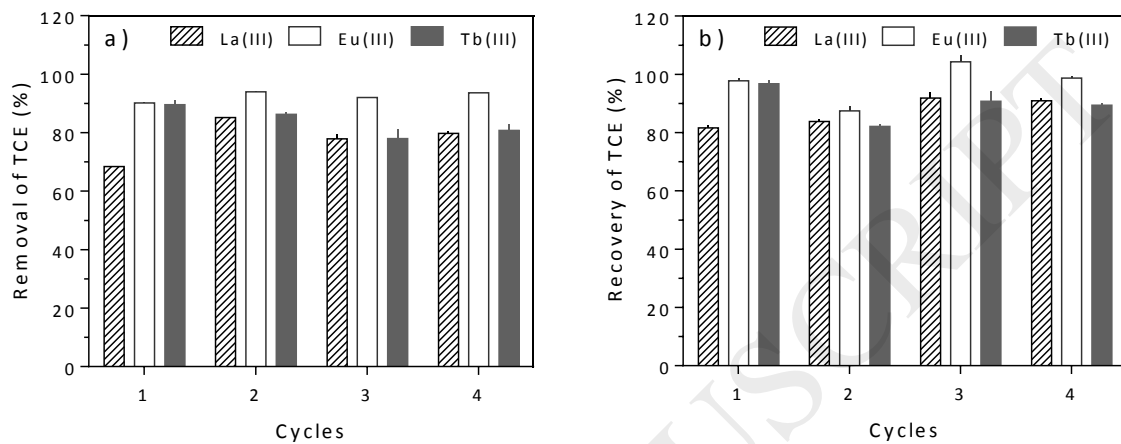 a)
La(III) Eu(III) Tb(III)
Removal of TCE (%)
120
100
80
60
40
20
0
1 2 3 4
Cycles
b)
La(III) Eu(III) Tb(III)
Recovery of TCE (%)
120
100
80
60
40
20
0
1 2 3 4
Cycles
USCRIPT